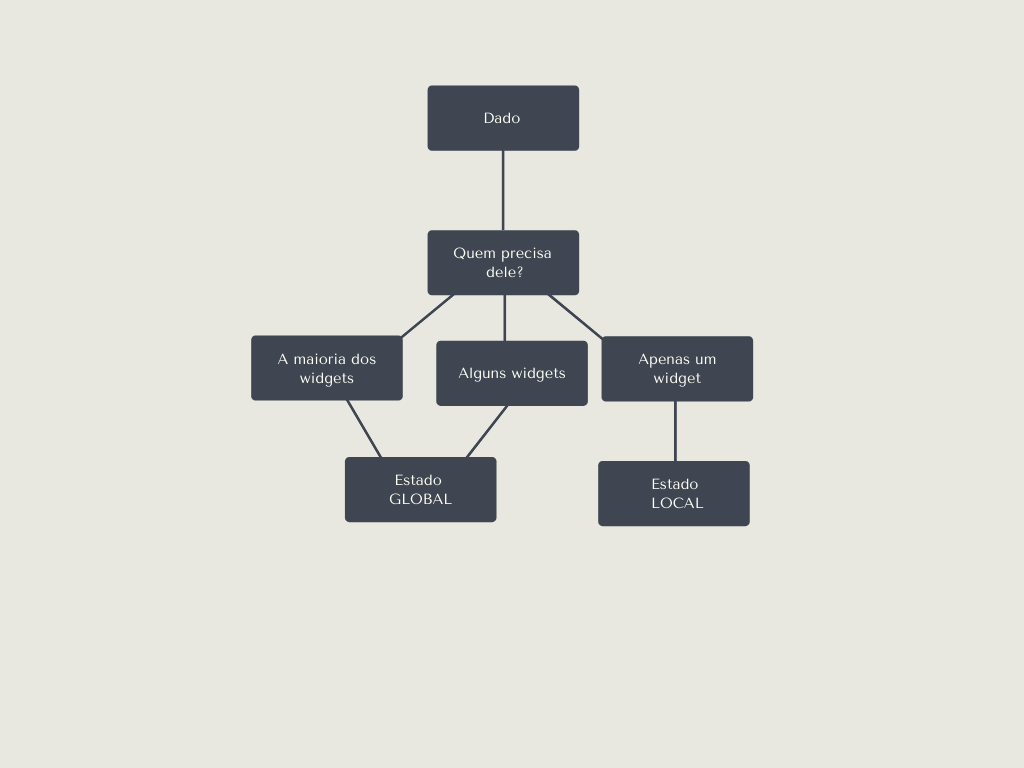 Dado
Quem precisa
dele?
A maioria dos
widgets
Alguns widgets
Apenas um
widget
Estado
GLOBAL
Estado
LOCAL